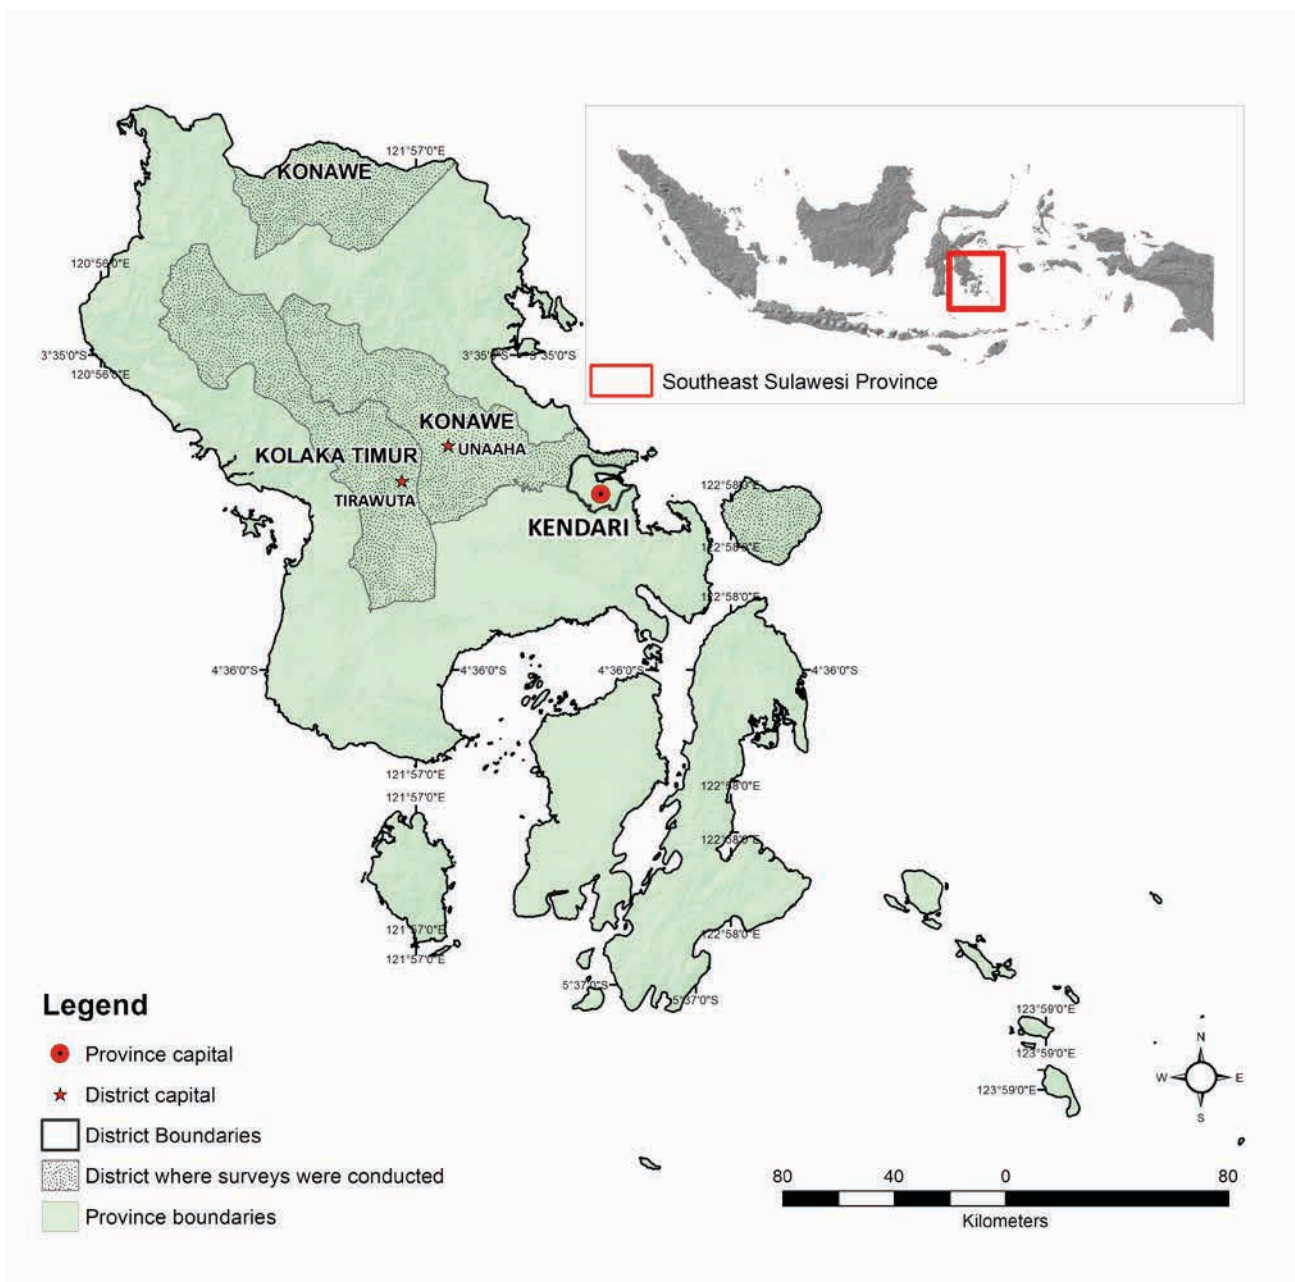 KONAWE
121°57'0"E
120°56'0"E
3°35'0"S
3°35'0"S
3°35'0"S
120°56'0"E
Southeast Sulawesi Province
KONAWE
UNAAHA
KOLAKA TIMUR
TIRAWUTA
122°58'0"E
KENDARI
122°58'0"E
122°58'0"E
4°36'0"S
4°36'0"S
4°36'0"S
4°36'0"S
121°57'0"E
122°58'0"E
121°57'0"E
122°58'0"E
121°57'0"E
122°58'0"E
121°57'0"E
5°37'0"S
5°37'0"S
123°59'0"E
123°59'0"E
123°59'0"E
N
W
E
S
Legend
Province capital
District capital
District Boundaries
District where surveys were conducted
Province boundaries
80
40
0
80
Kilometers